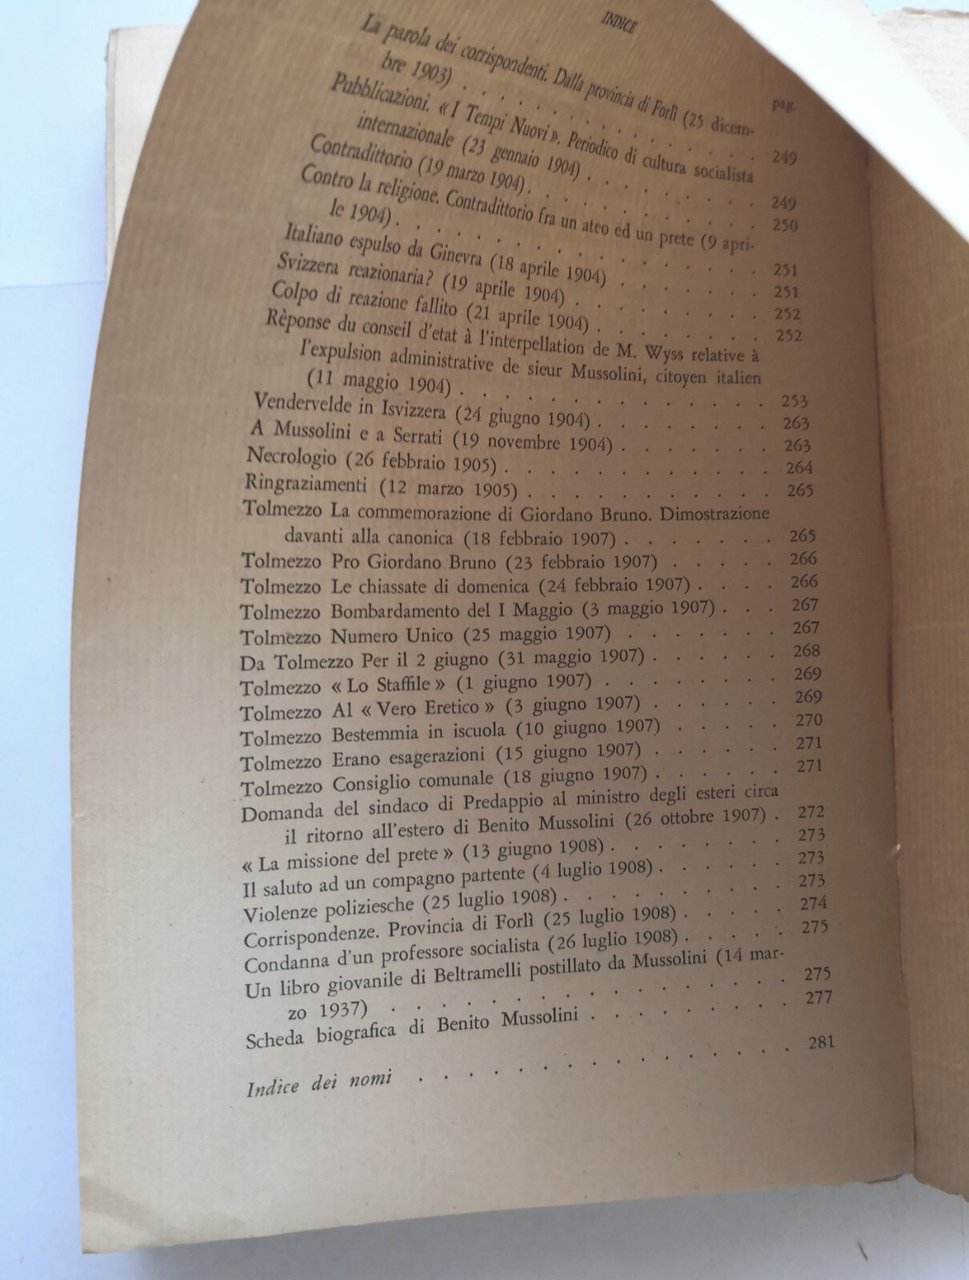 INDICE
pag.
La parola dei corrispondenti. Dalla provincia di Forlì (25 dicem-
bre 1903) . . . . . . . . . . . . . . 249
Pubblicazioni. « I Tempi Nuovi ». Periodico di cultura socialista
internazionale (23 gennaio 1904) . . . . . . . . 249
Contradittorio (19 marzo 1904) . . . . . . . . . . 250
Contro la religione. Contradittorio fra un ateo ed un prete (9 apri-
le 1904) . . . . . . . . . . . . . . 251
Italiano espulso da Ginevra (18 aprile 1904) . . . . . . 251
Svizzera reazionaria? (19 aprile 1904) . . . . . . . . 252
Colpo di reazione fallito (21 aprile 1904) . . . . . . . 252
Rèponse du conseil d'etat à l'interpellation de M. Wyss relative à
l'expulsion administrative de sieur Mussolini, citoyen italien
(11 maggio 1904) . . . . . . . . . . . . 253
Vendervelde in Isvizzera (24 giugno 1904) . . . . . . . 263
A Mussolini e a Serrati (19 novembre 1904) . . . . . . 263
Necrologio (26 febbraio 1905) . . . . . . . . . . 264
Ringraziamenti (12 marzo 1905) . . . . . . . . . . 265
Tolmezzo La commemorazione di Giordano Bruno. Dimostrazione
davanti alla canonica (18 febbraio 1907) . . . . . . 265
Tolmezzo Pro Giordano Bruno (23 febbraio 1907) . . . . . 266
Tolmezzo Le chiassate di domenica (24 febbraio 1907) . . . . 266
Tolmezzo Bombardamento del I Maggio (3 maggio 1907) . . . 267
Tolmezzo Numero Unico (25 maggio 1907) . . . . . . . 267
Da Tolmezzo Per il 2 giugno (31 maggio 1907) . . . . . . 268
Tolmezzo « Lo Staffile » (1 giugno 1907) . . . . . . . 269
Tolmezzo Al « Vero Eretico » (3 giugno 1907) . . . . . . 269
Tolmezzo Bestemmia in iscuola (10 giugno 1907) . . . . . 270
Tolmezzo Erano esagerazioni (15 giugno 1907) . . . . . . 271
Tolmezzo Consiglio comunale (18 giugno 1907) . . . . . . 271
Domanda del sindaco di Predappio al ministro degli esteri circa
il ritorno all'estero di Benito Mussolini (26 ottobre 1907) . 272
« La missione del prete » (13 giugno 1908) . . . . . . . 273
Il saluto ad un compagno partente (4 luglio 1908) . . . . . 273
Violenze poliziesche (25 luglio 1908) . . . . . . . . 273
Corrispondenze. Provincia di Forlì (25 luglio 1908) . . . . . 274
Condanna d'un professore socialista (26 luglio 1908) . . . . . 275
Un libro giovanile di Beltramelli postillato da Mussolini (14 mar-
zo 1937) . . . . . . . . . . . . . . 275
Scheda biografica di Benito Mussolini . . . . . . . . 277
Indice dei nomi . . . . . . . . . . . . . . 281